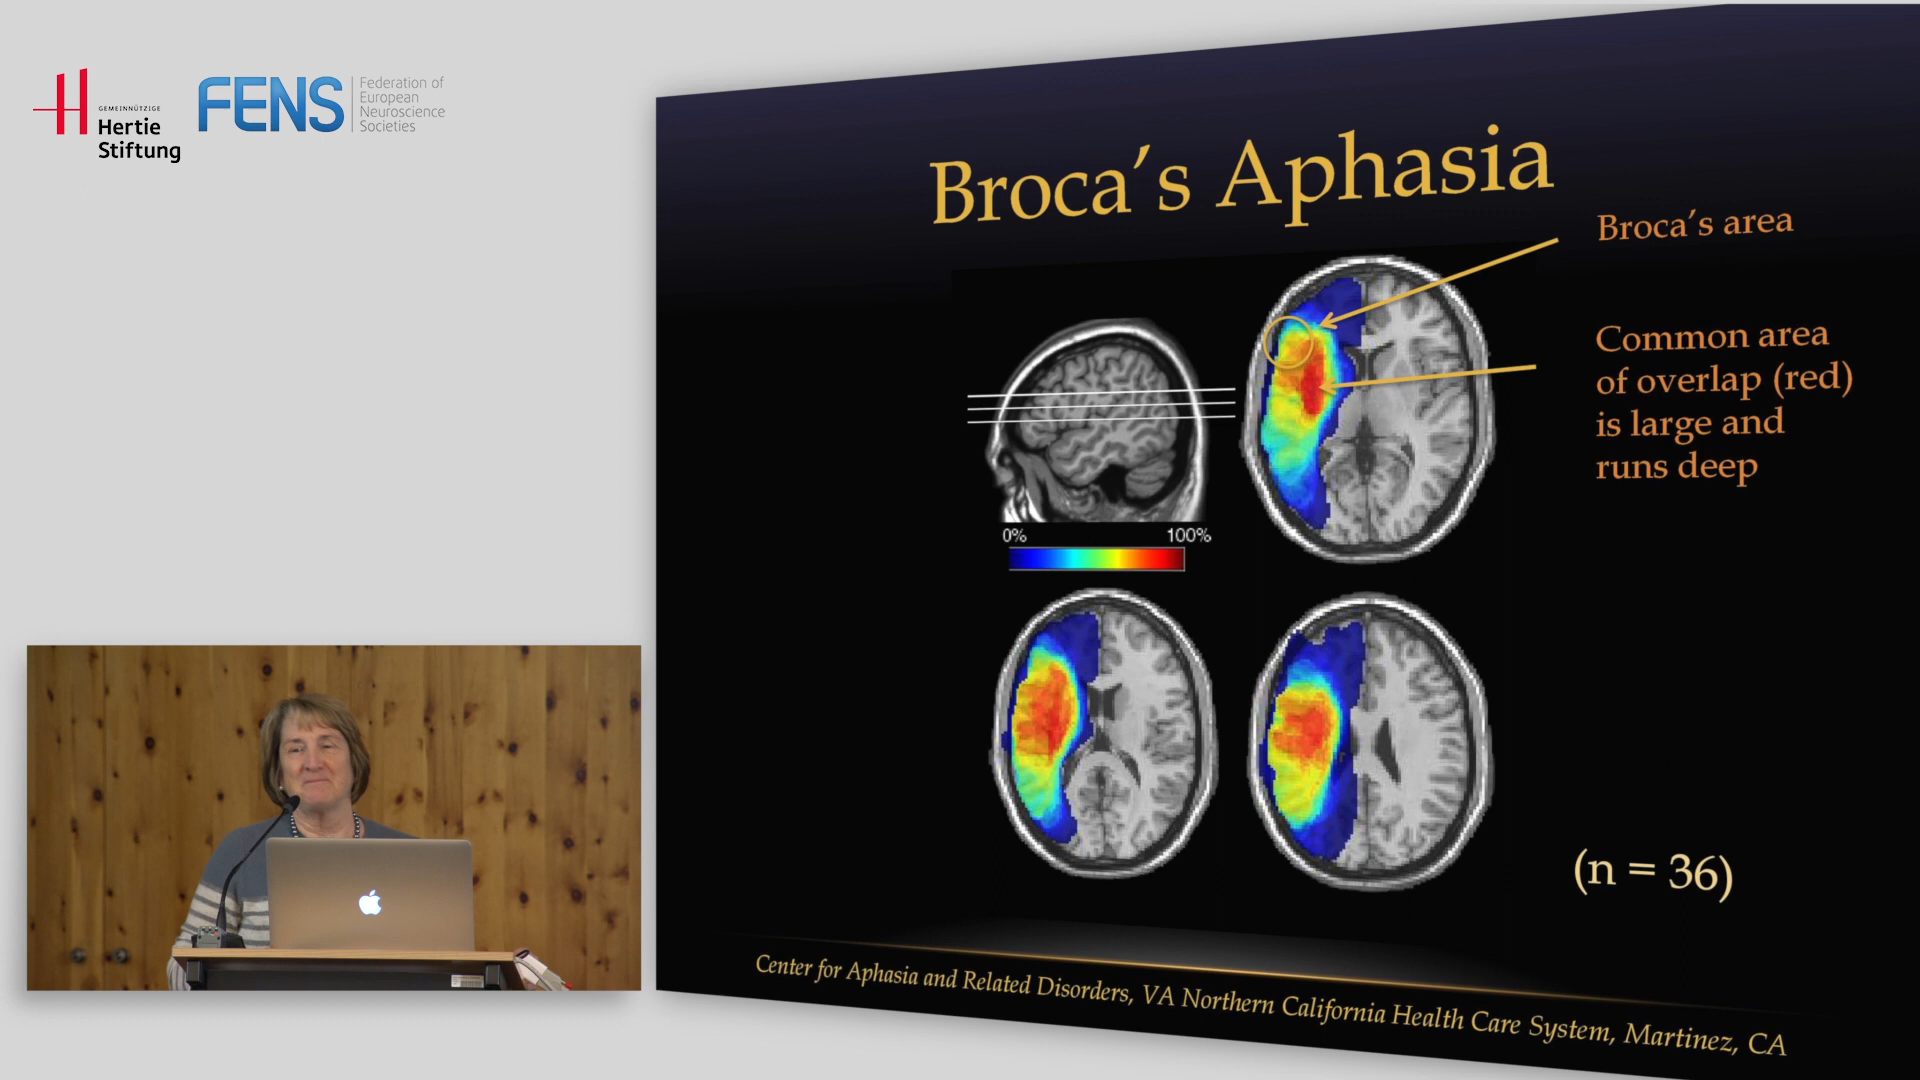 GEMEINNÜTZIGE
Hertie
Stiftung
FENS
Federation of
European
Neuroscience
Societies
Broca’s Aphasia
Broca’s area
Common area
of overlap (red)
is large and
runs deep
0% 100%
(n = 36)
Center for Aphasia and Related Disorders, VA Northern California Health Care System, Martinez, CA